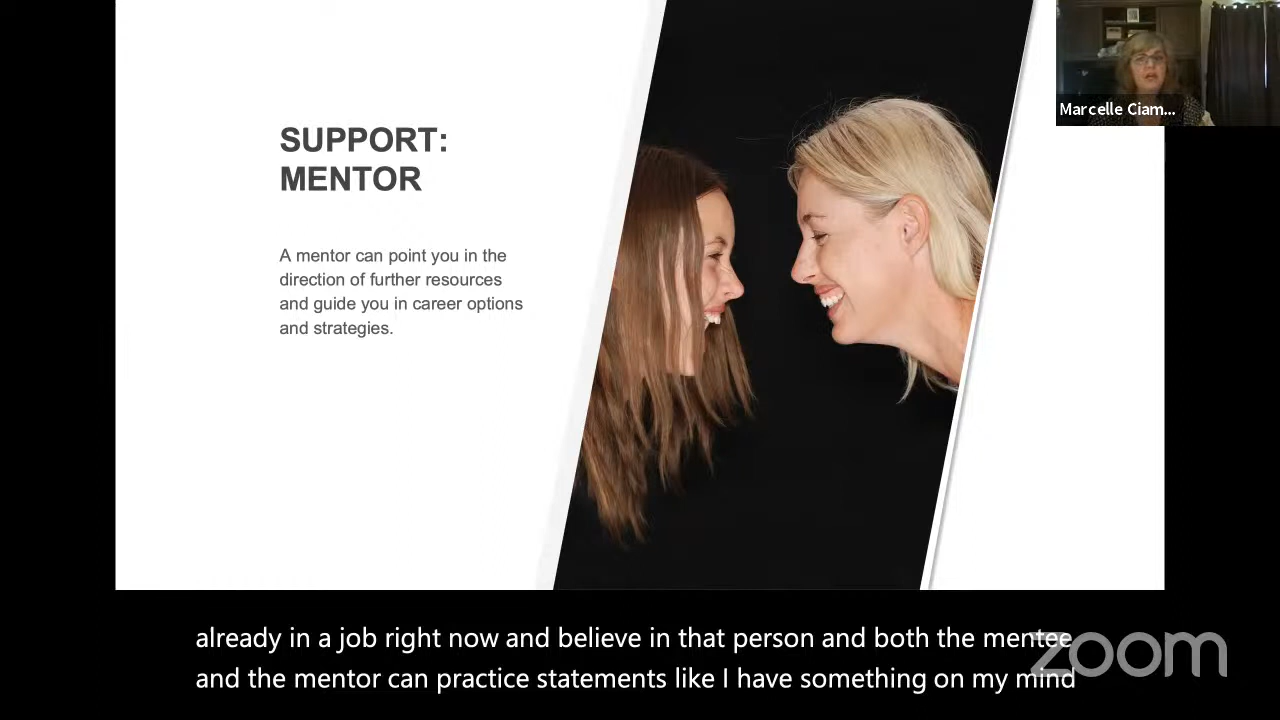 SUPPORT:
MENTOR
A mentor can point you in the
direction of further resources
and guide you in career options
and strategies.
Marcelle Ciam...
already in a job right now and believe in that person and both the mentee
and the mentor can practice statements like I have something on my mind
zoom